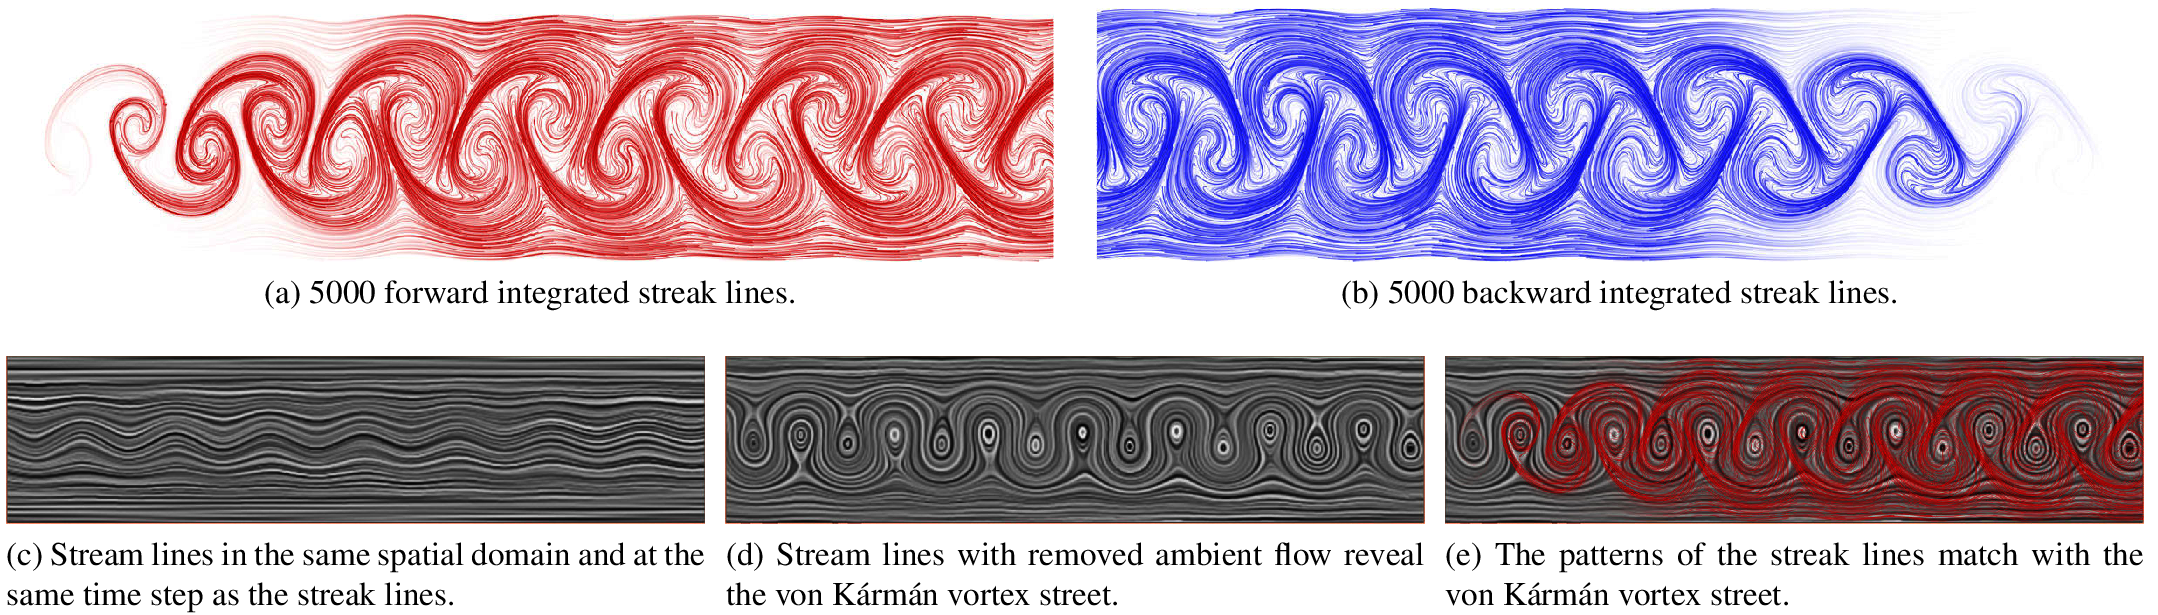 (a) 5000 forward integrated streak lines.
(b) 5000 backward integrated streak lines.
(c) Stream lines in the same spatial domain and at the
same time step as the streak lines.
(d) Stream lines with removed ambient flow reveal
the von Kármán vortex street.
(e) The patterns of the streak lines match with the
von Kármán vortex street.